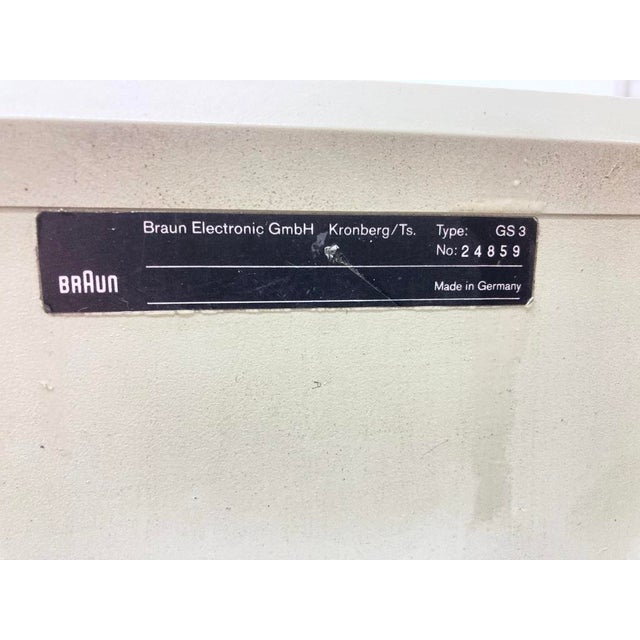 Braun Electronic GmbH Kronberg/Ts. Type: GS 3
No: 24859
BRAUN
Made in Germany